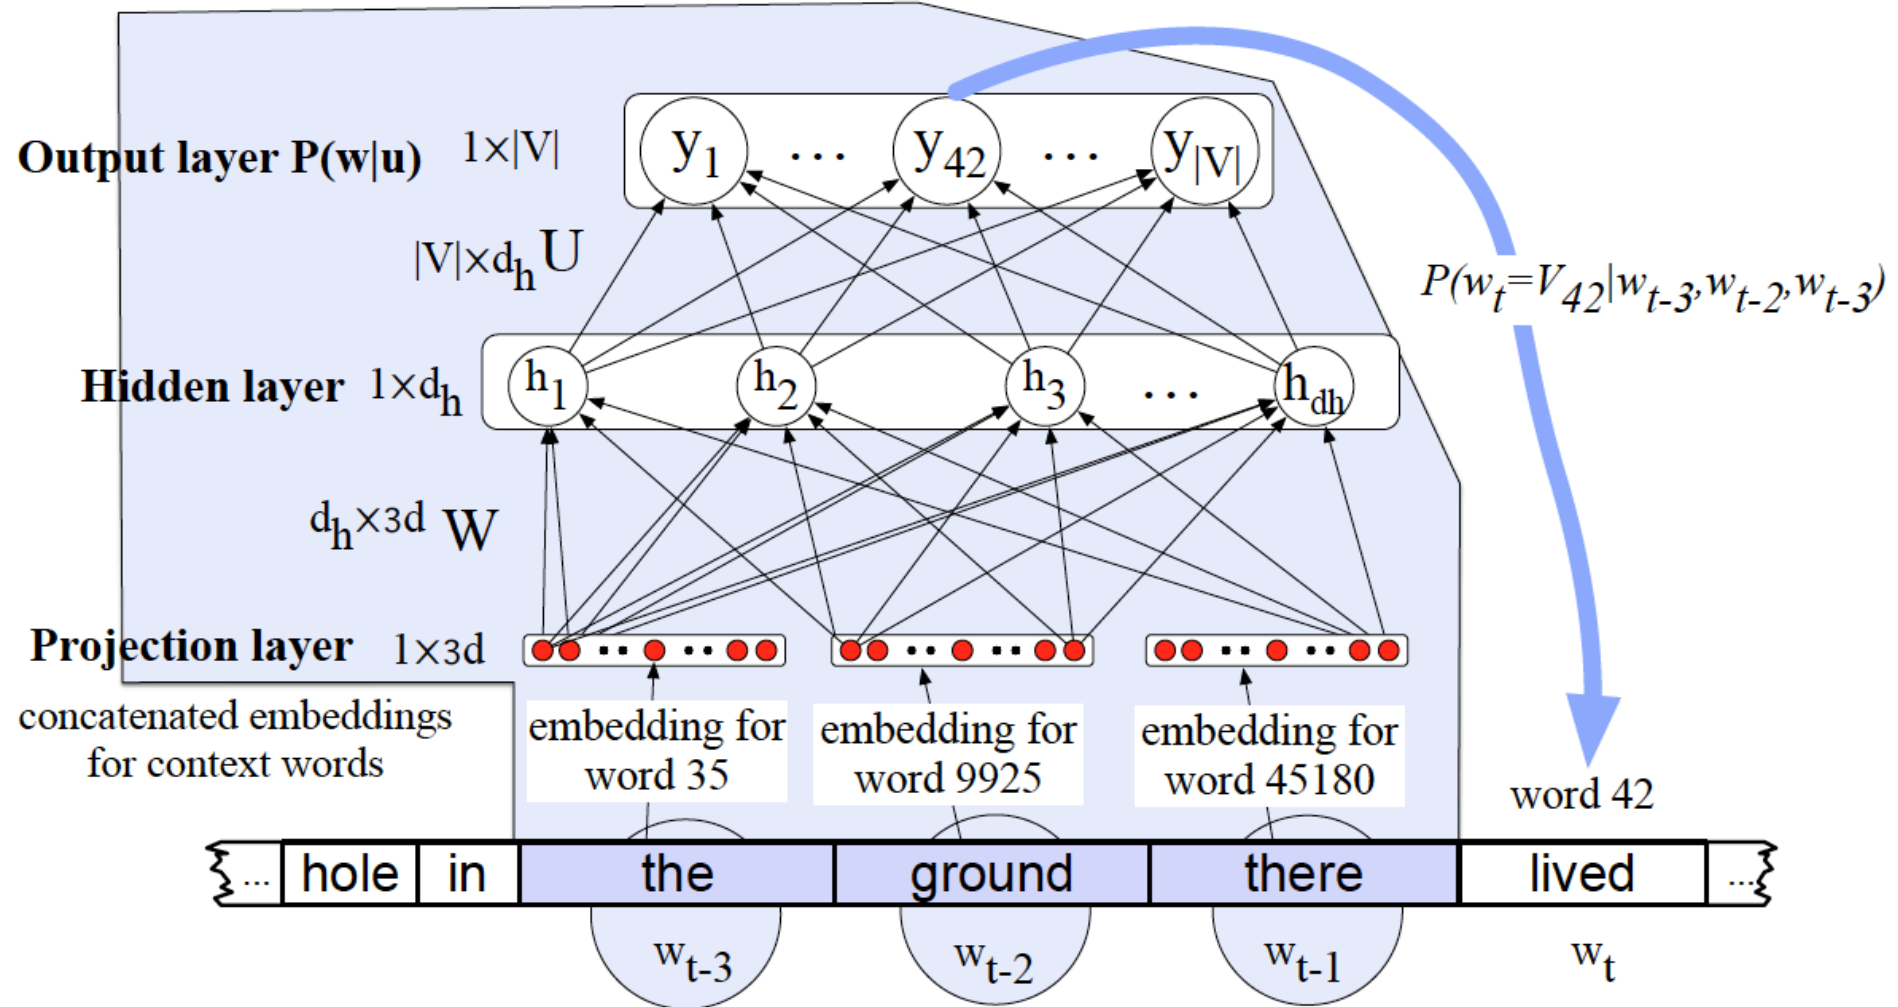 Output layer P(w|u) 1×|V|
y1 ... y42 ... y|V|
|V|×dh U
P(wt=V42|wt-3,wt-2,wt-3)
Hidden layer 1×dh
h1 h2 h3 ... hdh
dh×3d W
Projection layer 1×3d
concatenated embeddings
for context words
embedding for
word 35
embedding for
word 9925
embedding for
word 45180
word 42
... hole in the ground there lived ...
wt-3 wt-2 wt-1 wt